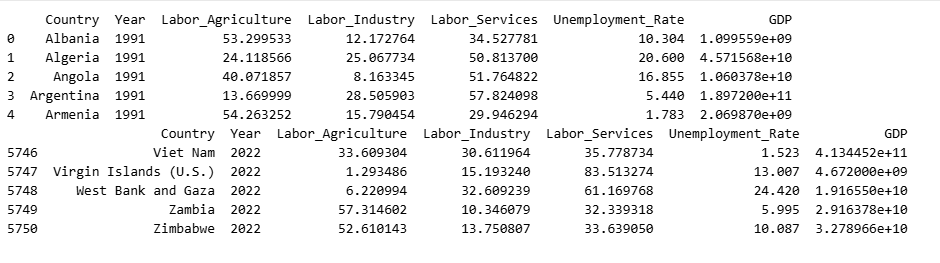 Country Year Labor_Agriculture Labor_Industry Labor_Services Unemployment_Rate GDP
0 Albania 1991 53.299533 12.172764 34.527781 10.304 1.099559e+09
1 Algeria 1991 24.118566 25.067734 50.813700 20.600 4.571568e+10
2 Angola 1991 40.071857 8.163345 51.764822 16.855 1.060378e+10
3 Argentina 1991 13.669999 28.505903 57.824098 5.440 1.897200e+11
4 Armenia 1991 54.263252 15.790454 29.946294 1.783 2.069870e+09
Country Year Labor_Agriculture Labor_Industry Labor_Services Unemployment_Rate GDP
5746 Viet Nam 2022 33.609304 30.611964 35.778734 1.523 4.134452e+11
5747 Virgin Islands (U.S.) 2022 1.293486 15.193240 83.513274 13.007 4.672000e+09
5748 West Bank and Gaza 2022 6.220994 32.609239 61.169768 24.420 1.916550e+10
5749 Zambia 2022 57.314602 10.346079 32.339318 5.995 2.916378e+10
5750 Zimbabwe 2022 52.610143 13.750807 33.639050 10.087 3.278966e+10